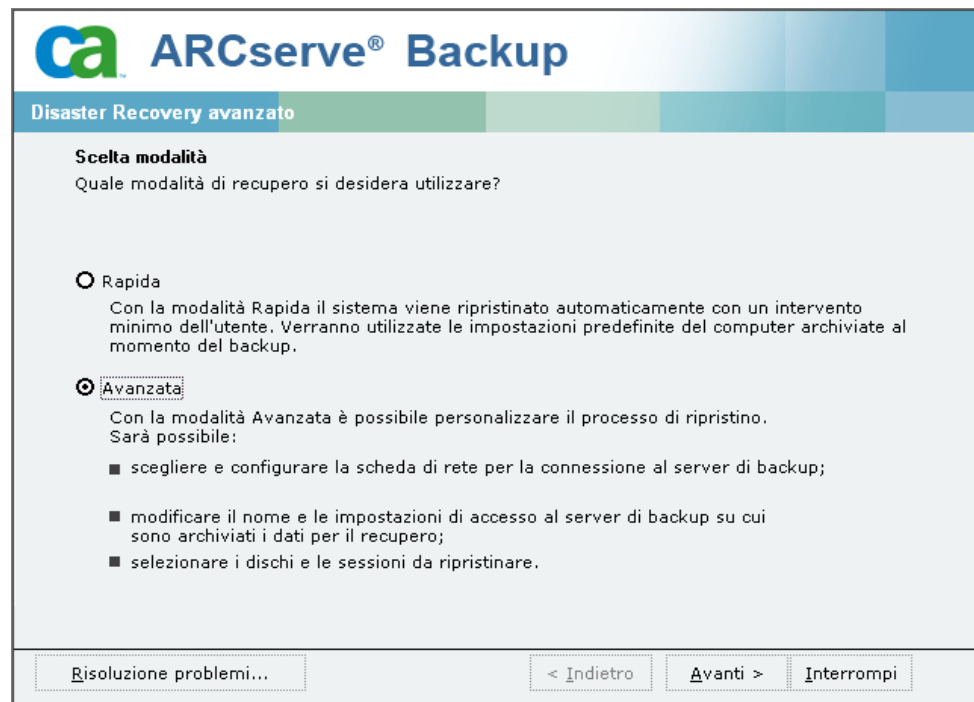 ca™ ARCserve® Backup
Disaster Recovery avanzato
Scelta modalità
Quale modalità di recupero si desidera utilizzare?
Rapida
Con la modalità Rapida il sistema viene ripristinato automaticamente con un intervento
minimo dell'utente. Verranno utilizzate le impostazioni predefinite del computer archiviate al
momento del backup.
Avanzata
Con la modalità Avanzata è possibile personalizzare il processo di ripristino.
Sarà possibile:
■ scegliere e configurare la scheda di rete per la connessione al server di backup;
■ modificare il nome e le impostazioni di accesso al server di backup su cui
sono archiviati i dati per il recupero;
■ selezionare i dischi e le sessioni da ripristinare.
Risoluzione problemi... < Indietro Avanti > Interrompi